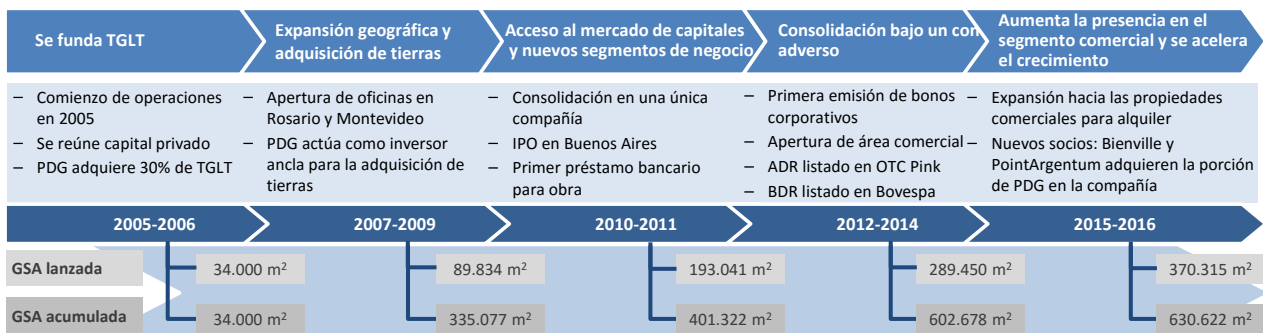 Se funda TGLT
Expansión geográfica y
adquisición de tierras
Acceso al mercado de capitales
y nuevos segmentos de negocio
Consolidación bajo un con
adverso
Aumenta la presencia en el
segmento comercial y se acelera
el crecimiento
– Comienzo de operaciones
en 2005
– Se reúne capital privado
– PDG adquiere 30% de TGLT
– Apertura de oficinas en
Rosario y Montevideo
– PDG actúa como inversor
ancla para la adquisición de
tierras
– Consolidación en una única
compañía
– IPO en Buenos Aires
– Primer préstamo bancario
para obra
– Primera emisión de bonos
corporativos
– Apertura de área comercial
– ADR listado en OTC Pink
– BDR listado en Bovespa
– Expansión hacia las propiedades
comerciales para alquiler
– Nuevos socios: Bienville y
PointArgentum adquieren la porción
de PDG en la compañía
2005-2006 2007-2009 2010-2011 2012-2014 2015-2016
GSA lanzada 34.000 m² 89.834 m² 193.041 m² 289.450 m² 370.315 m²
GSA acumulada 34.000 m² 335.077 m² 401.322 m² 602.678 m² 630.622 m²